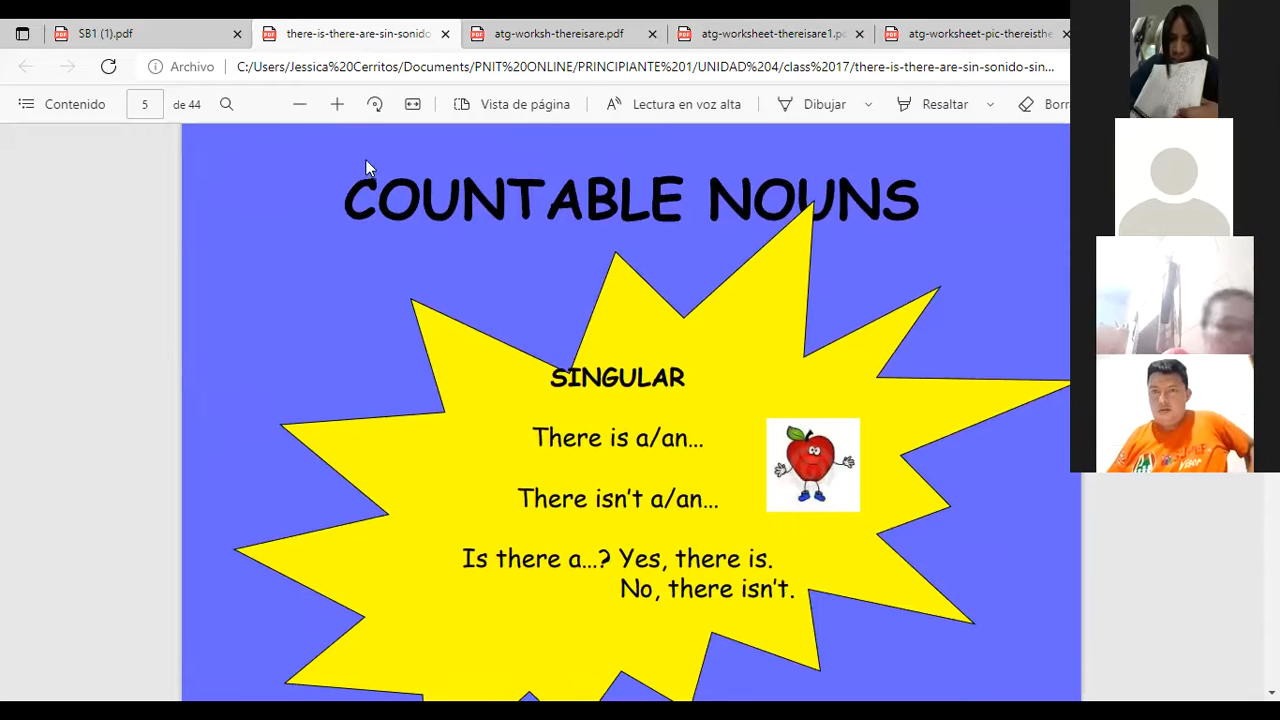 SB1 (1).pdf
there-is-there-are-sin-sonido-
atg-worksh-thereisare.pdf
atg-worksheet-thereisare1.pd
atg-worksheet-pic-thereisthe
Archivo
C:/Users/Jessica%20Cerritos/Documents/PNIT%20ONLINE/PRINCIPIANTE%201/UNIDAD%204/class%2017/there-is-there-are-sin-sonido-sin...
Contenido 5 de 44 Vista de página Lectura en voz alta Dibujar Resaltar Borr
COUNTABLE NOUNS
SINGULAR
There is a/an...
There isn't a/an...
Is there a...? Yes, there is.
No, there isn't.